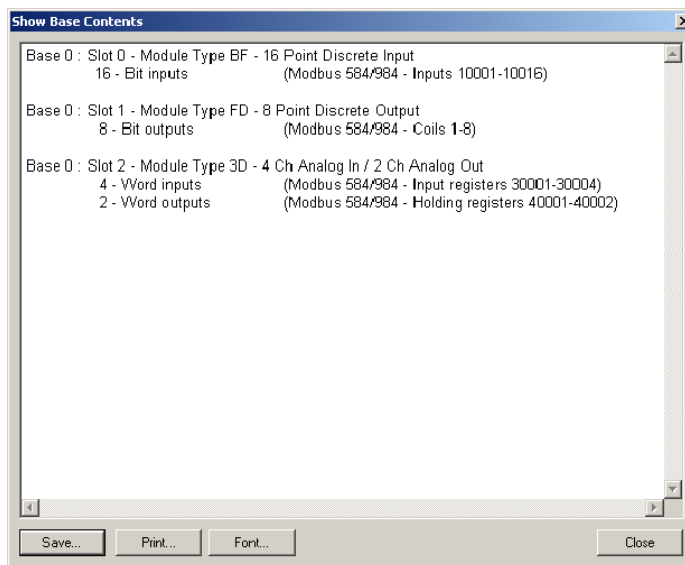 Show Base Contents
Base 0 : Slot 0 - Module Type BF - 16 Point Discrete Input
16 - Bit inputs (Modbus 584/984 - Inputs 10001-10016)
Base 0 : Slot 1 - Module Type FD - 8 Point Discrete Output
8 - Bit outputs (Modbus 584/984 - Coils 1-8)
Base 0 : Slot 2 - Module Type 3D - 4 Ch Analog In / 2 Ch Analog Out
4 - Word inputs (Modbus 584/984 - Input registers 30001-30004)
2 - Word outputs (Modbus 584/984 - Holding registers 40001-40002)
Save... Print... Font... Close